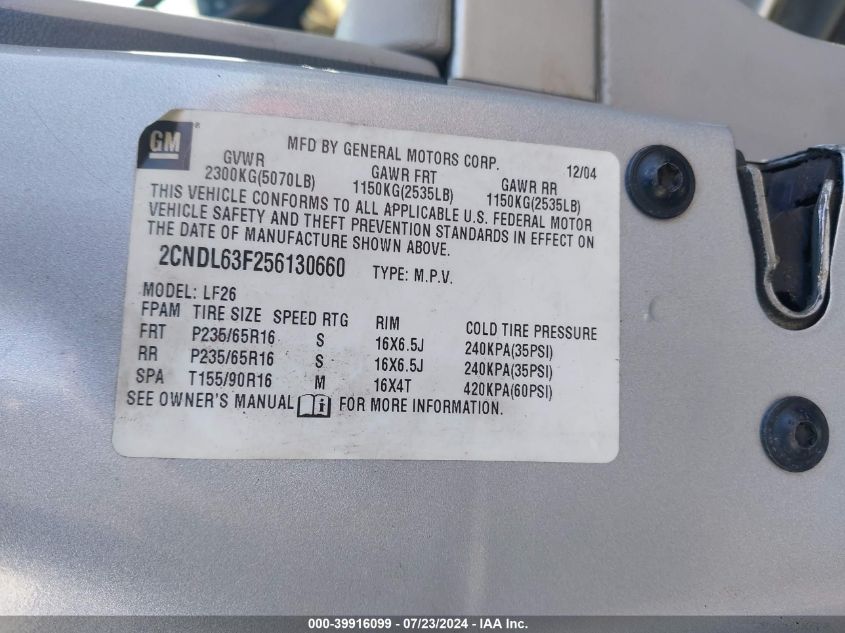 GM ®
MFD BY GENERAL MOTORS CORP. 12/04
GVWR GAWR FRT GAWR RR
2300KG(5070LB) 1150KG(2535LB) 1150KG(2535LB)
THIS VEHICLE CONFORMS TO ALL APPLICABLE U.S. FEDERAL MOTOR
VEHICLE SAFETY AND THEFT PREVENTION STANDARDS IN EFFECT ON
THE DATE OF MANUFACTURE SHOWN ABOVE.
2CNDL63F256130660 TYPE: M.P.V.
MODEL: LF26
FPAM TIRE SIZE SPEED RTG RIM COLD TIRE PRESSURE
FRT P235/65R16 S 16X6.5J 240KPA(35PSI)
RR P235/65R16 S 16X6.5J 240KPA(35PSI)
SPA T155/90R16 M 16X4T 420KPA(60PSI)
SEE OWNER'S MANUAL i FOR MORE INFORMATION.
000-39916099 - 07/23/2024 - IAA Inc.